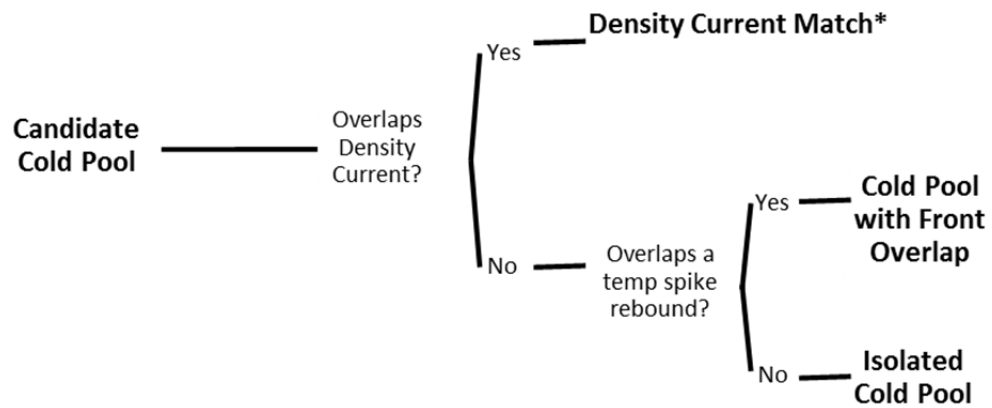 Candidate
Cold Pool
Overlaps
Density
Current?
Yes
Density Current Match*
No
Overlaps a
temp spike
rebound?
Yes
Cold Pool
with Front
Overlap
No
Isolated
Cold Pool